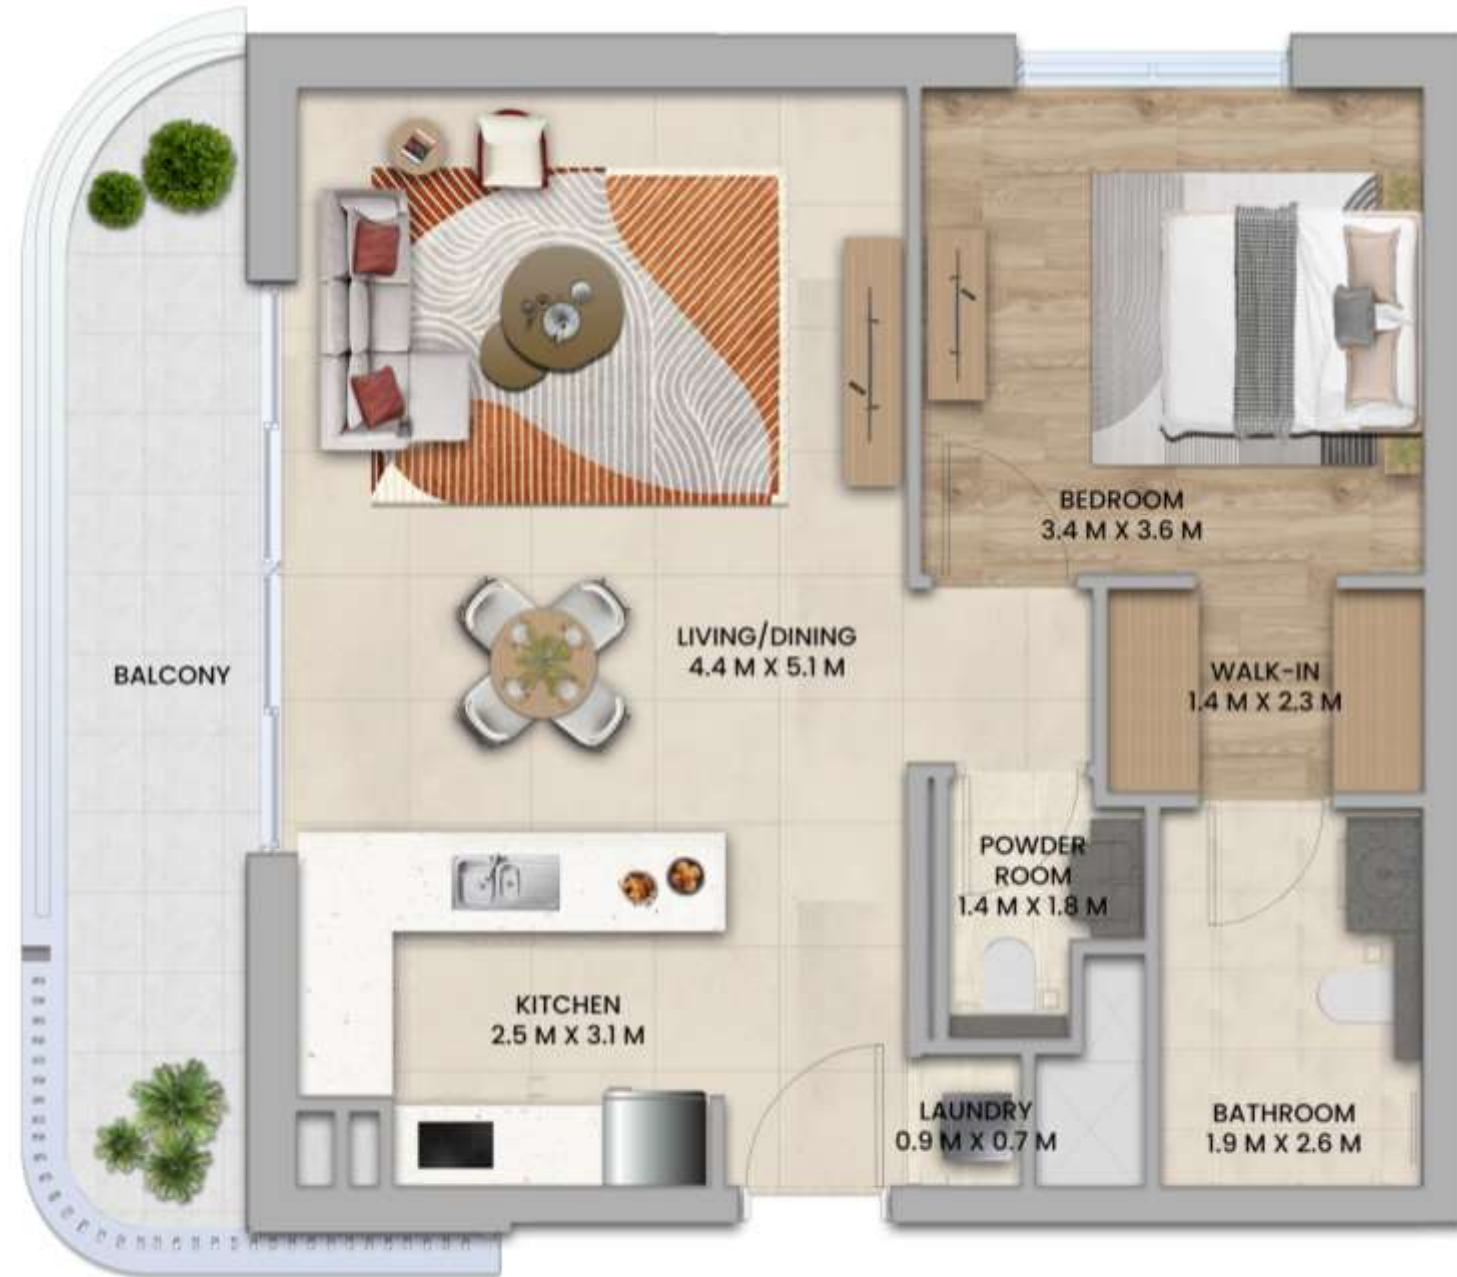 BEDROOM
3.4 M X 3.6 M
LIVING/DINING
4.4 M X 5.1 M
BALCONY
WALK-IN
1.4 M X 2.3 M
POWDER
ROOM
1.4 M X 1.8 M
KITCHEN
2.5 M X 3.1 M
LAUNDRY
0.9 M X 0.7 M
BATHROOM
1.9 M X 2.6 M